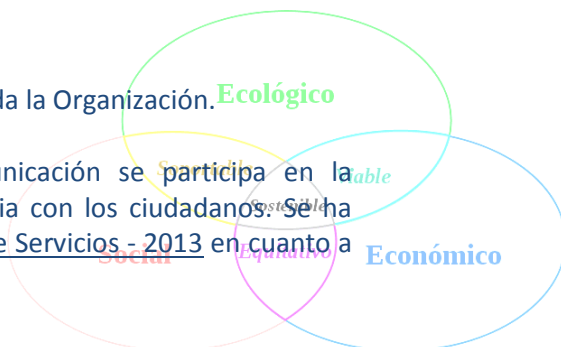 da la Organización.
Ecológico
unicación se participa en la
Soportable
Viable
ia con los ciudadanos. Se ha
Sostenible
e Servicios - 2013 en cuanto a
Social
Equitativo
Económico